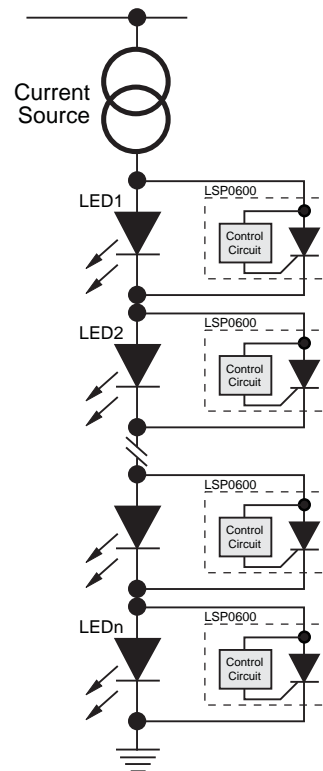 Current
Source
LSP0600
LED1
Control
Circuit
LSP0600
LED2
Control
Circuit
LSP0600
Control
Circuit
LSP0600
LEDn
Control
Circuit